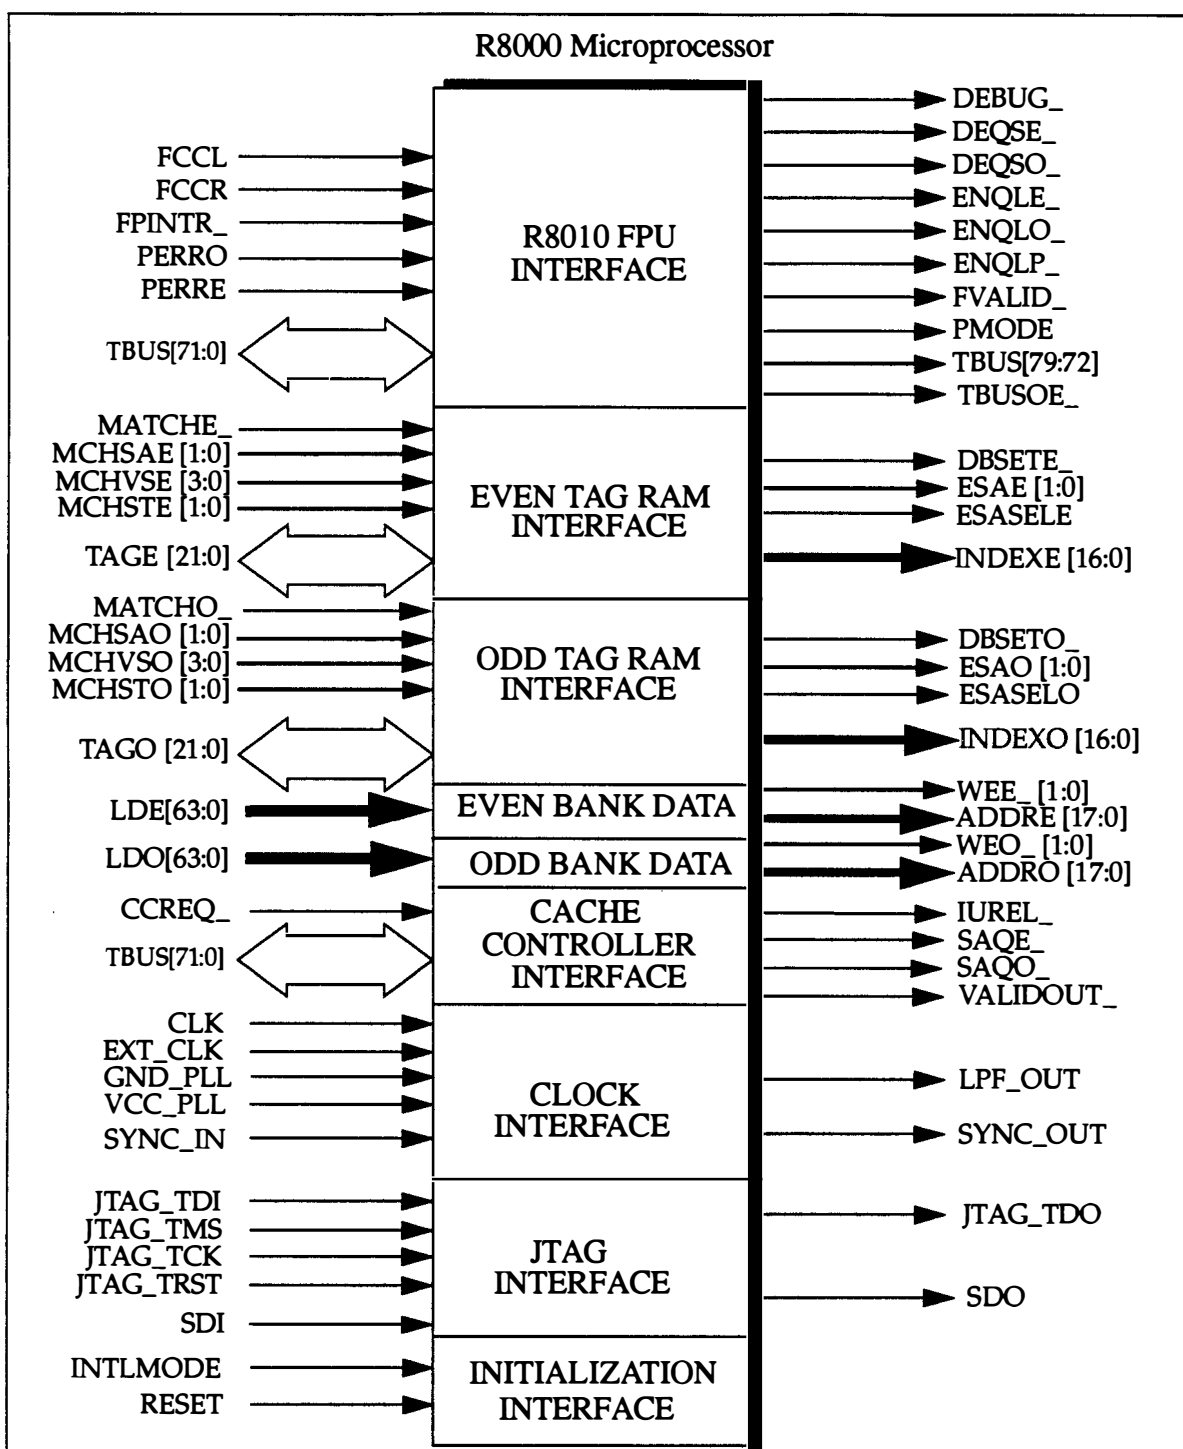 R8000 Microprocessor
FCCL
FCCR
FPINTR_
PERRO
PERRE
TBUS[71:0]
R8010 FPU
INTERFACE
DEBUG_
DEQSE_
DEQSO_
ENQLE_
ENQLO_
ENQLP_
FVALID_
PMODE
TBUS[79:72]
TBUSOE_
MATCHE_
MCHSAE [1:0]
MCHVSE [3:0]
MCHSTE [1:0]
TAGE [21:0]
EVEN TAG RAM
INTERFACE
DBSETE_
ESAE [1:0]
ESASELE
INDEXE [16:0]
MATCHO_
MCHSAO [1:0]
MCHVSO [3:0]
MCHSTO [1:0]
TAGO [21:0]
ODD TAG RAM
INTERFACE
DBSETO_
ESAO [1:0]
ESASELO
INDEXO [16:0]
LDE[63:0]
EVEN BANK DATA
WEE_ [1:0]
ADDRE [17:0]
LDO[63:0]
ODD BANK DATA
WEO_ [1:0]
ADDRO [17:0]
CCREQ_
TBUS[71:0]
CACHE
CONTROLLER
INTERFACE
IUREL_
SAQE_
SAQO_
VALIDOUT_
CLK
EXT_CLK
GND_PLL
VCC_PLL
SYNC_IN
CLOCK
INTERFACE
LPF_OUT
SYNC_OUT
JTAG_TDI
JTAG_TMS
JTAG_TCK
JTAG_TRST
SDI
JTAG
INTERFACE
JTAG_TDO
SDO
INTLMODE
RESET
INITIALIZATION
INTERFACE